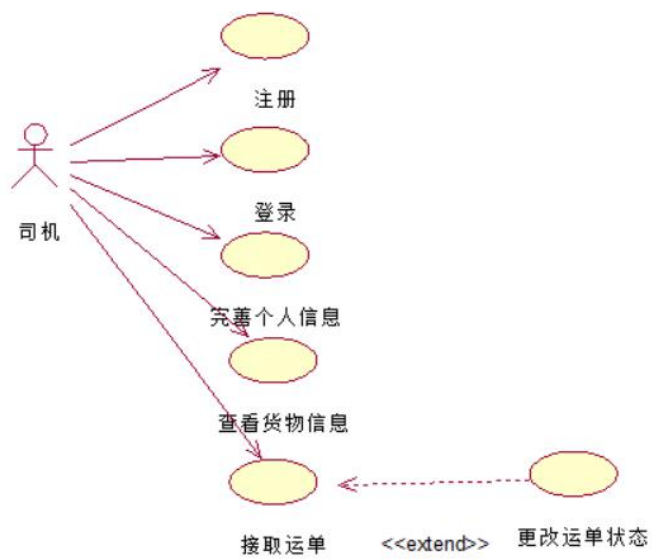 注册
登录
司机
完善个人信息
查看货物信息
接取运单
<<extend>>
更改运单状态